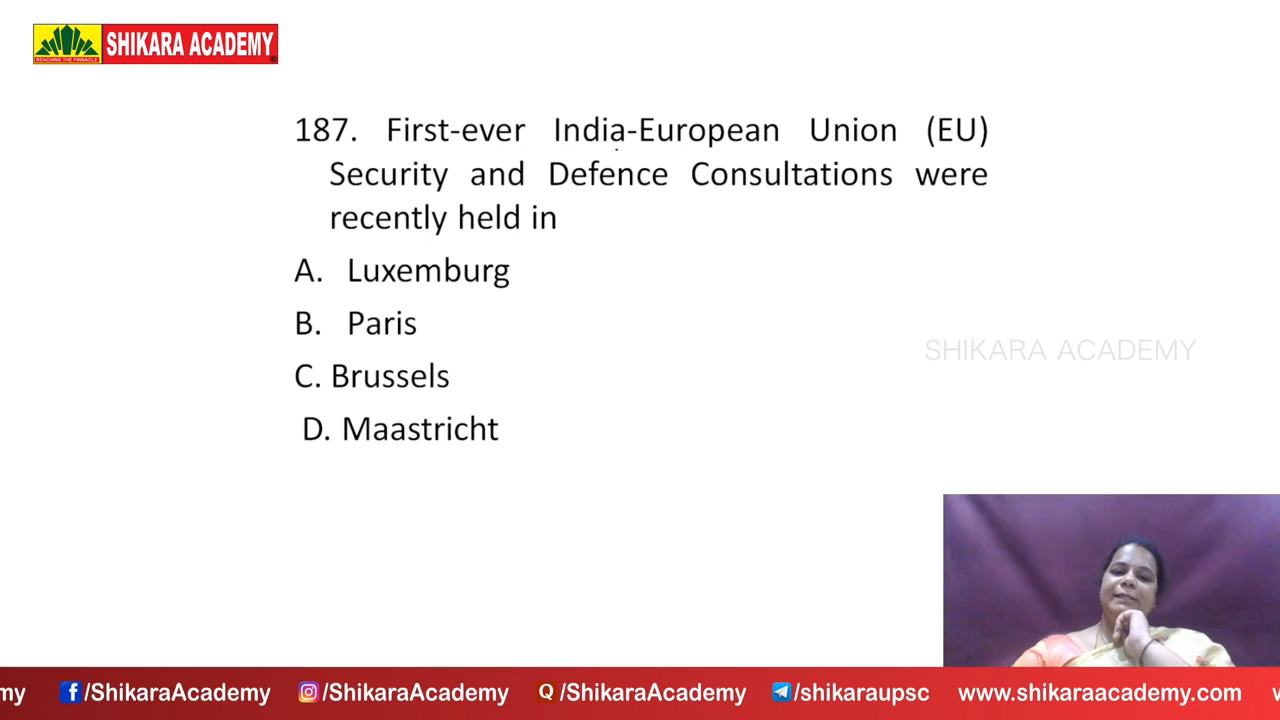 SHIKARA ACADEMY
REACHING THE PINNACLE
187. First-ever India-European Union (EU)
Security and Defence Consultations were
recently held in
A. Luxemburg
B. Paris
C. Brussels
D. Maastricht
SHIKARA ACADEMY
my /ShikaraAcademy /ShikaraAcademy /ShikaraAcademy /shikaraupsc www.shikaraacademy.com w